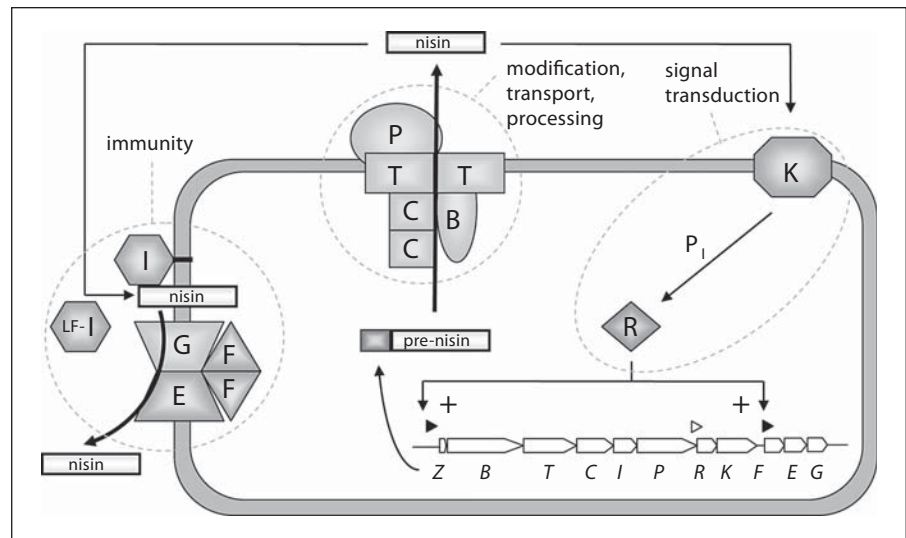 nisin
modification,
transport,
processing
signal
transduction
immunity
P
T
T
K
C
B
C
I
P I
nisin
LF-I
R
G
F
pre-nisin
E
F
+
+
nisin
Z B T C I P R K F E G